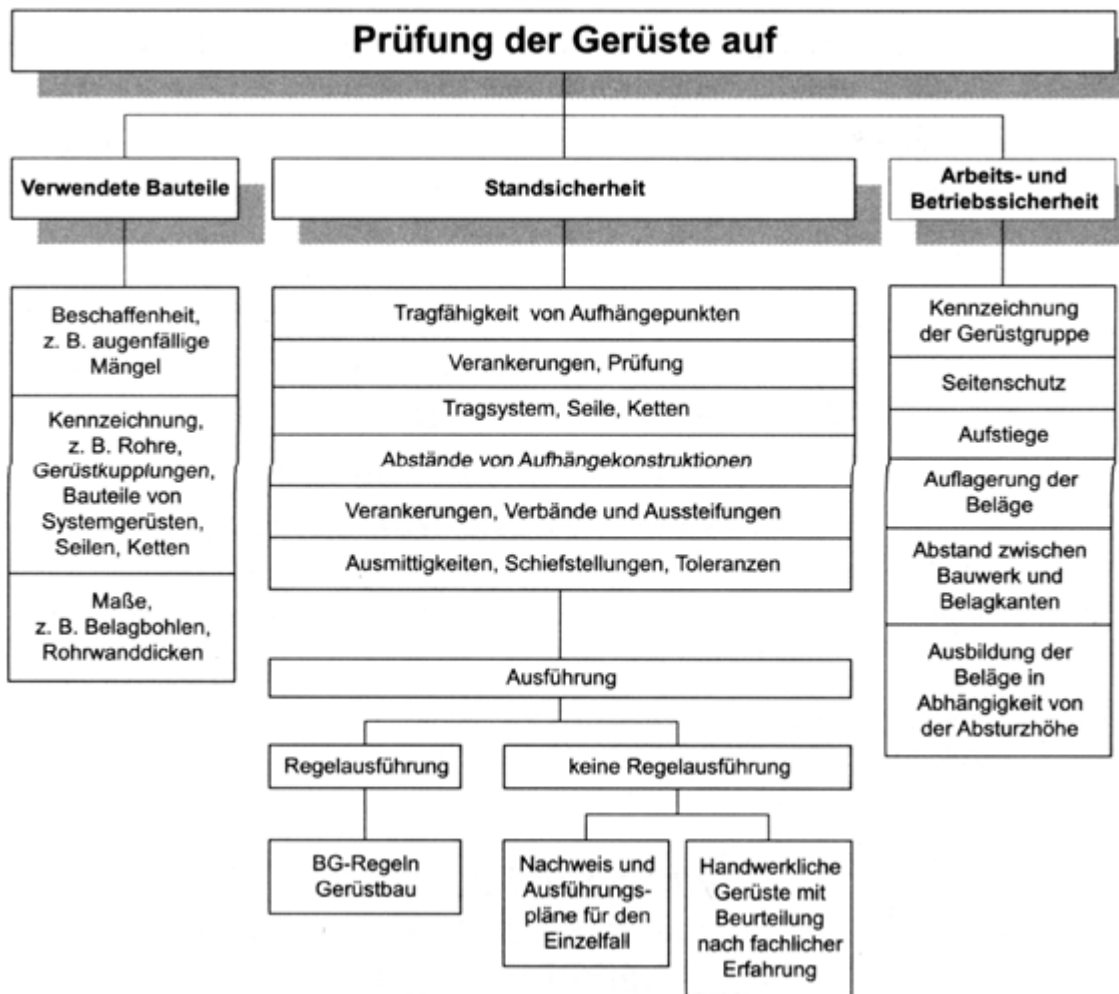 Prüfung der Gerüste auf
Verwendete Bauteile
Beschaffenheit,
z. B. augenfällige
Mängel
Kennzeichnung,
z. B. Rohre,
Gerüstkupplungen,
Bauteile von
Systemgerüsten,
Seilen, Ketten
Maße,
z. B. Belagbohlen,
Rohrwanddicken
Standsicherheit
Tragfähigkeit von Aufhängepunkten
Verankerungen, Prüfung
Tragsystem, Seile, Ketten
Abstände von Aufhängekonstruktionen
Verankerungen, Verbände und Aussteifungen
Ausmittigkeiten, Schiefstellungen, Toleranzen
Ausführung
Regelausführung
BG-Regeln
Gerüstbau
keine Regelausführung
Nachweis und
Ausführungs-
pläne für den
Einzelfall
Handwerkliche
Gerüste mit
Beurteilung
nach fachlicher
Erfahrung
Arbeits- und
Betriebssicherheit
Kennzeichnung
der Gerüstgruppe
Seitenschutz
Aufstiege
Auflagerung der
Beläge
Abstand zwischen
Bauwerk und
Belagkanten
Ausbildung der
Beläge in
Abhängigkeit von
der Absturzhöhe